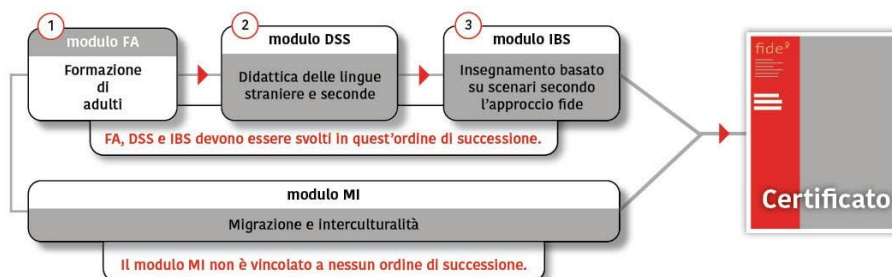 1
modulo FA
Formazione
di
adulti
2
modulo DSS
Didattica delle lingue
straniere e seconde
3
modulo IBS
Insegnamento basato
su scenari secondo
l'approccio fide
FA, DSS e IBS devono essere svolti in quest'ordine di successione.
modulo MI
Migrazione e interculturalità
Il modulo MI non è vincolato a nessun ordine di successione.
fide
Certificato